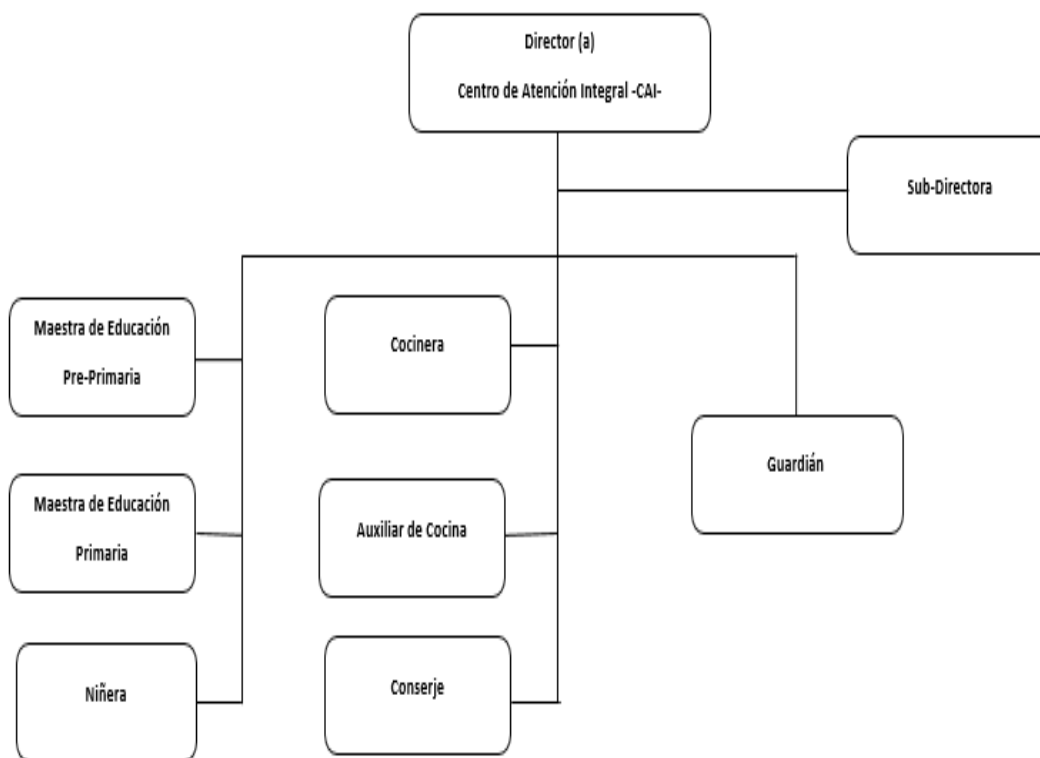 Director (a)
Centro de Atención Integral -CAI-
Sub-Directora
Maestra de Educación
Pre-Primaria
Cocinera
Guardián
Maestra de Educación
Primaria
Auxiliar de Cocina
Niñera
Conserje